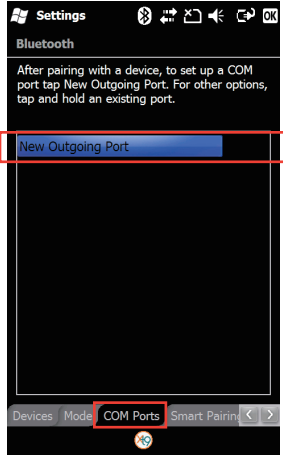 Settings OK
Bluetooth
After pairing with a device, to set up a COM
port tap New Outgoing Port. For other options,
tap and hold an existing port.
New Outgoing Port
Devices Mode COM Ports Smart Pairing